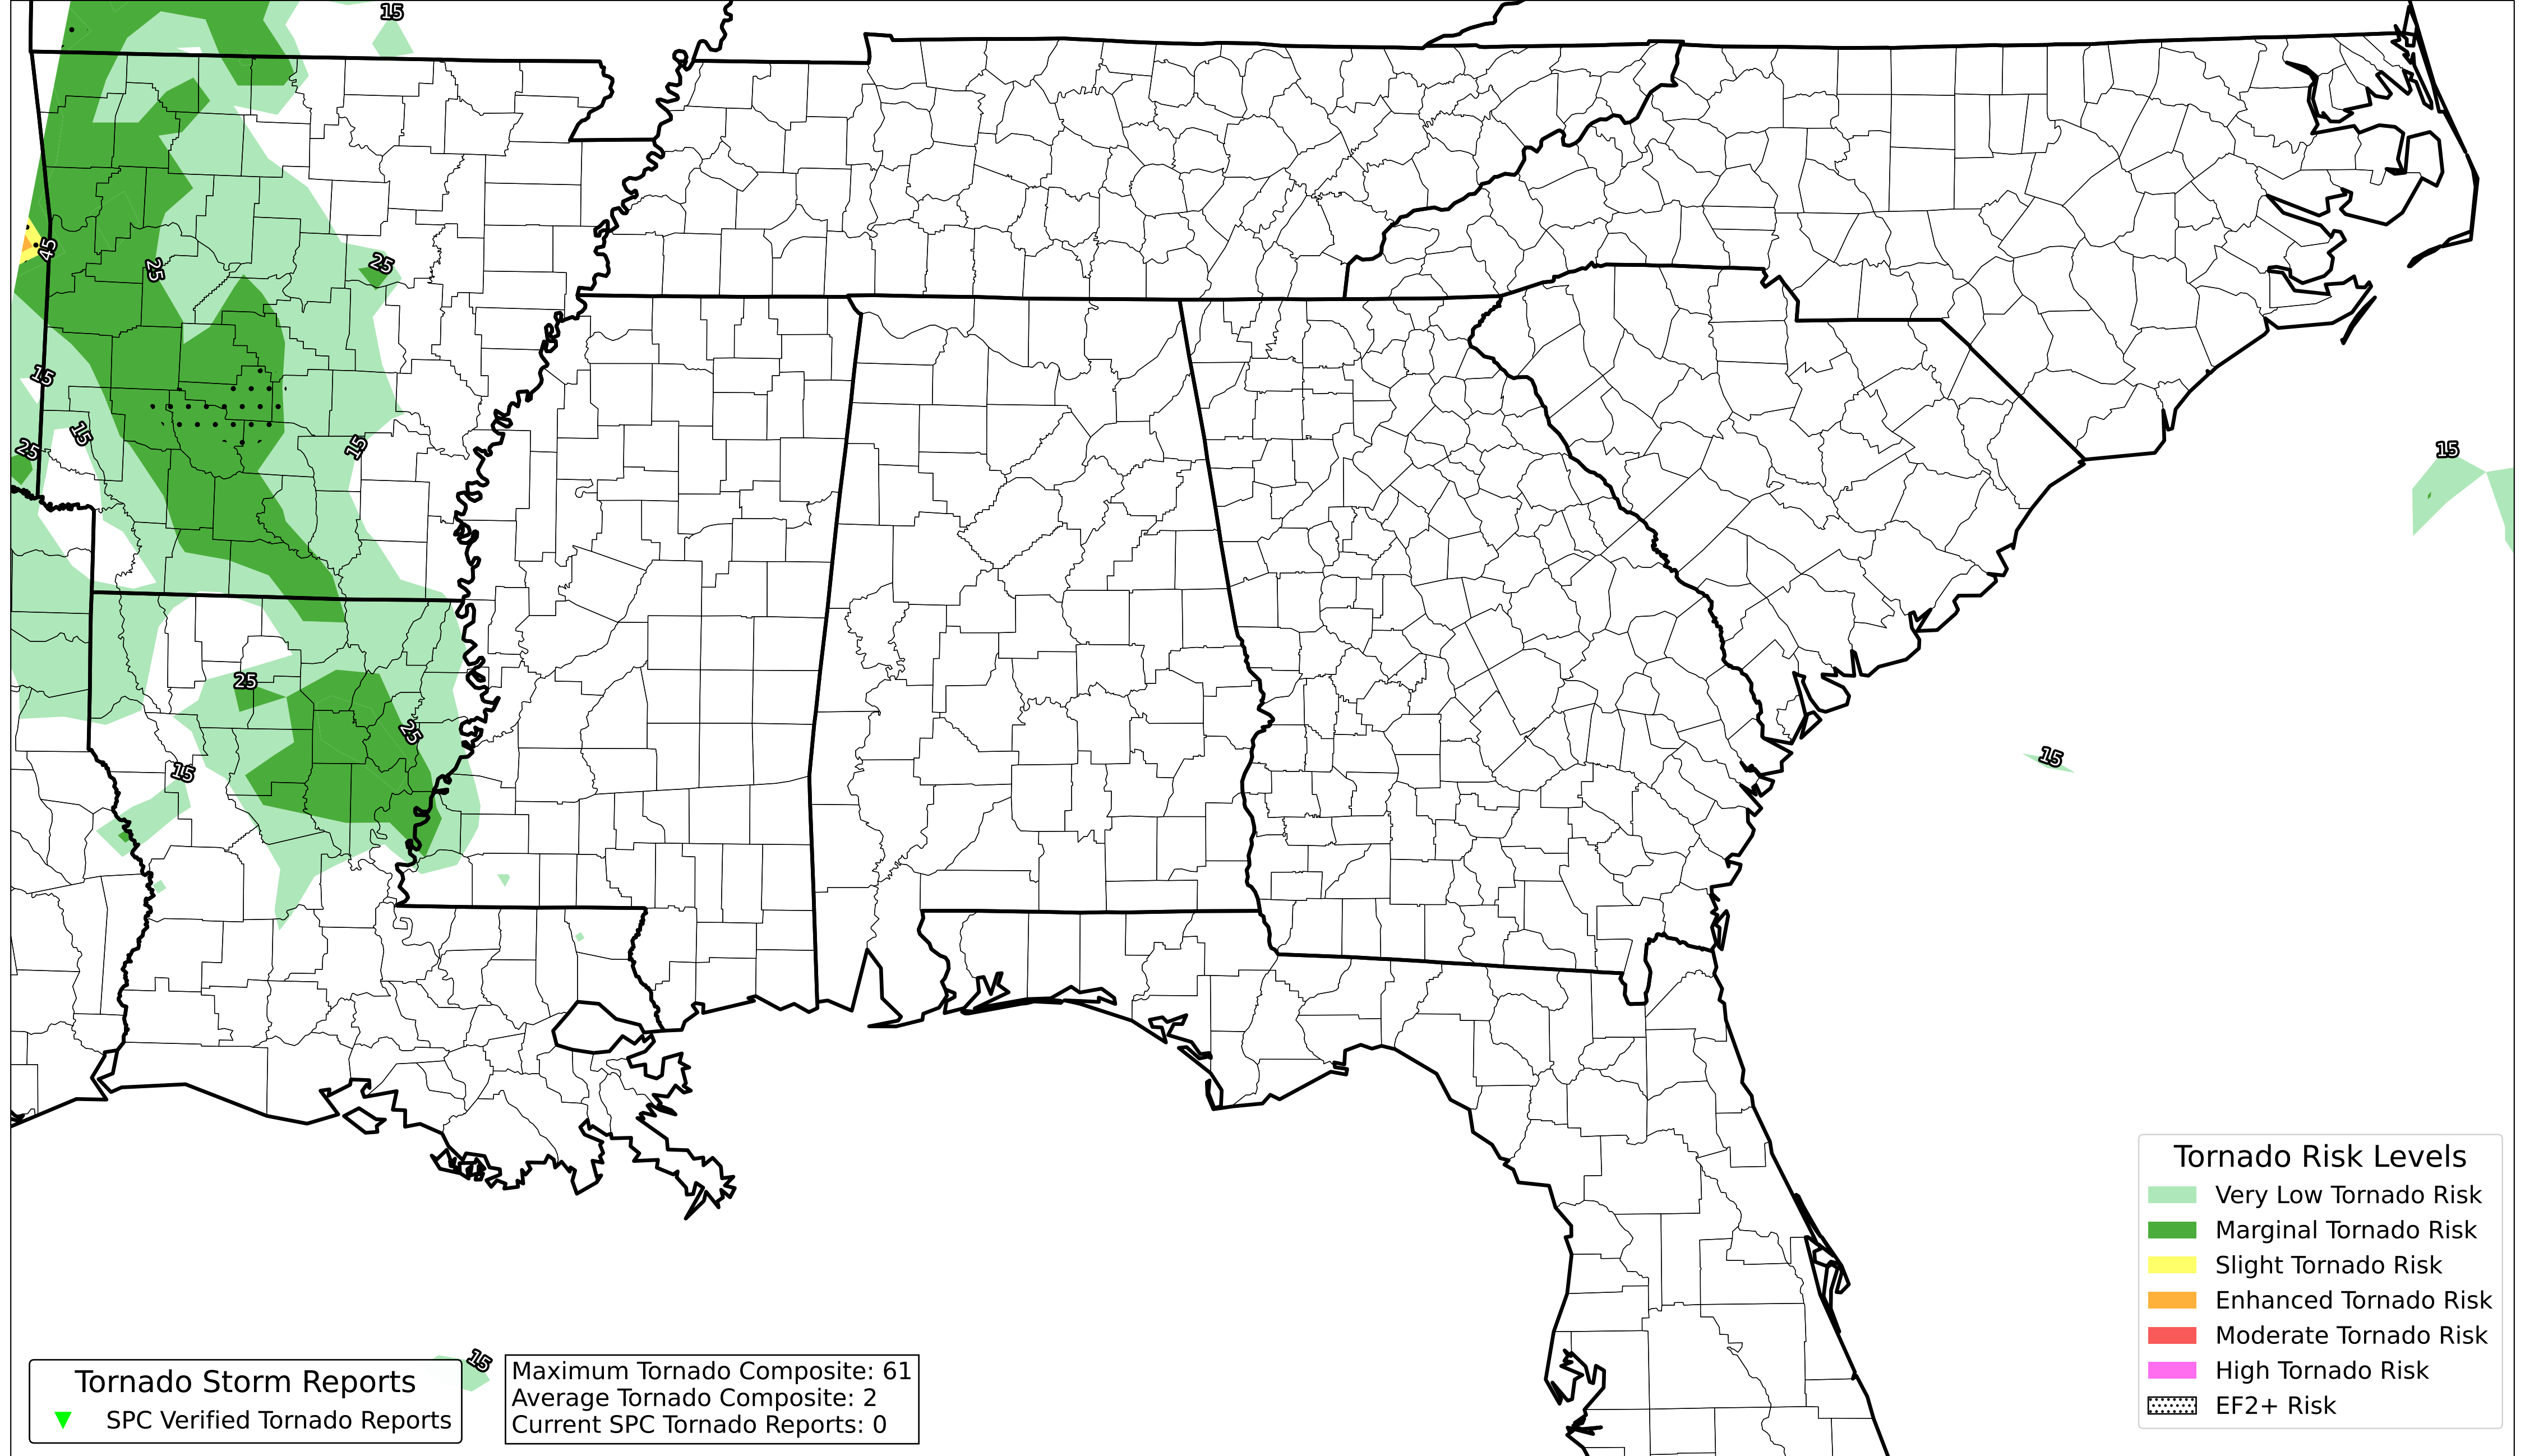 15
45
25
25
15
15
25
15
15
25
25
15
15
15
Tornado Risk Levels
Very Low Tornado Risk
Marginal Tornado Risk
Slight Tornado Risk
Enhanced Tornado Risk
Moderate Tornado Risk
High Tornado Risk
EF2+ Risk
Tornado Storm Reports
SPC Verified Tornado Reports
Maximum Tornado Composite: 61
Average Tornado Composite: 2
Current SPC Tornado Reports: 0